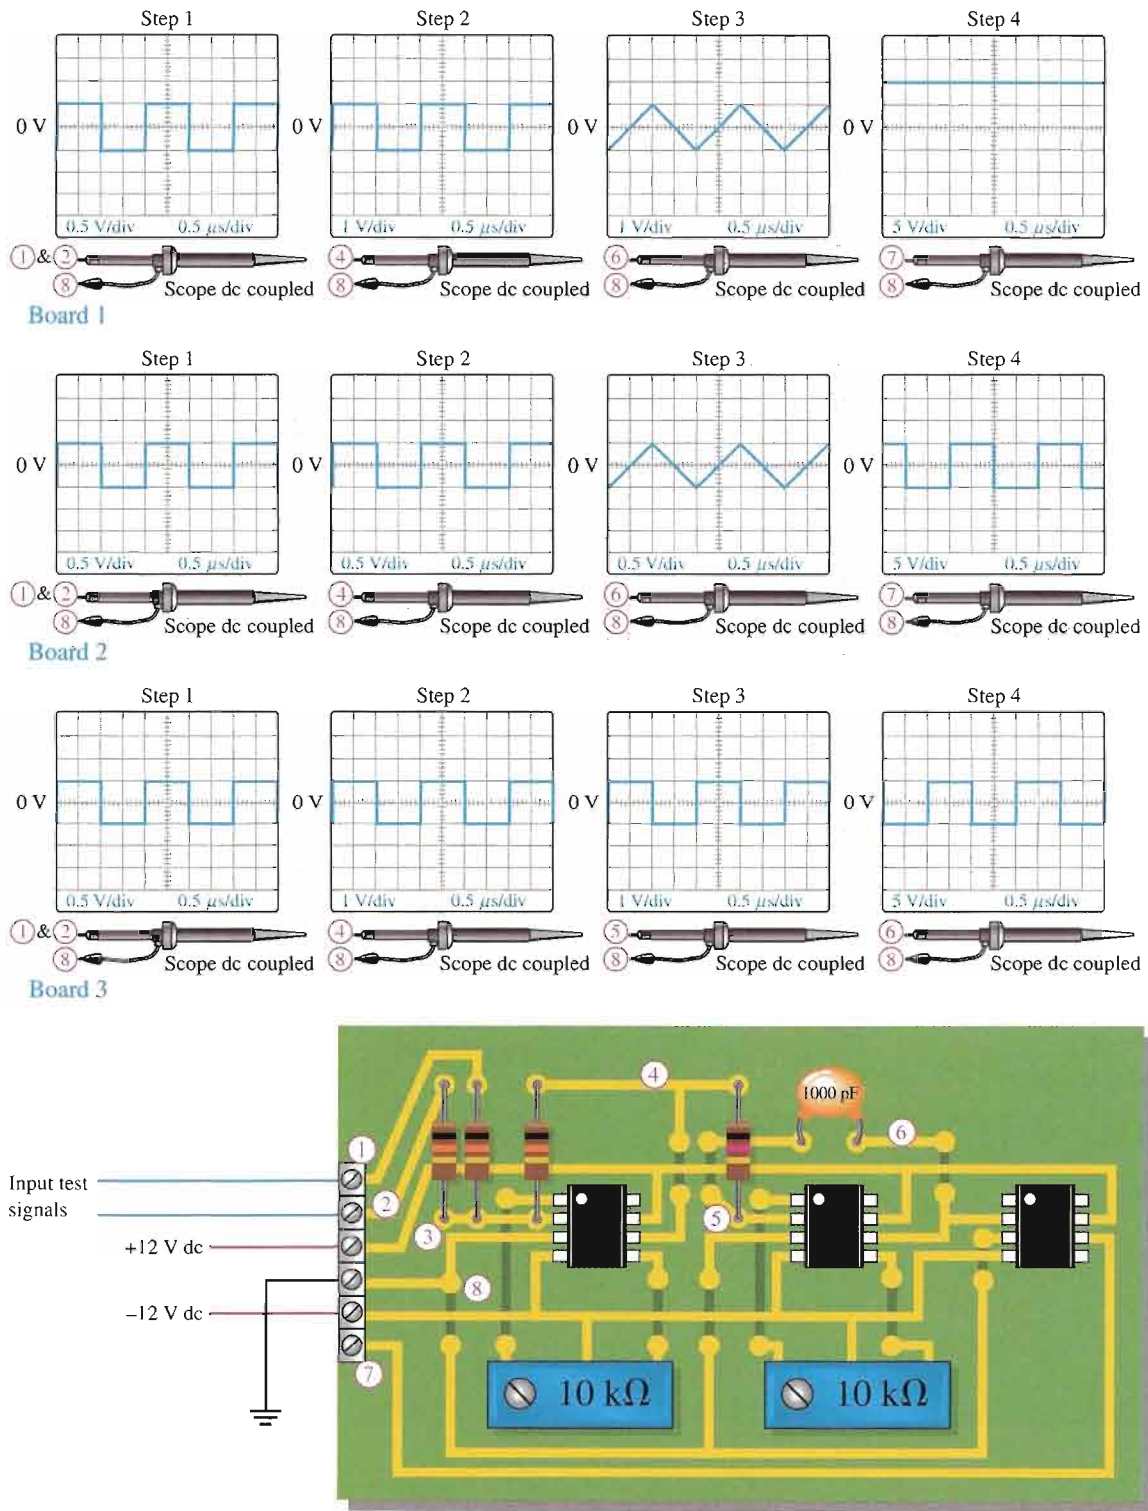 Step 1 Step 2 Step 3 Step 4
0 V 0 V 0 V 0 V
0.5 V/div 0.5 μs/div 1 V/div 0.5 μs/div 1 V/div 0.5 μs/div 5 V/div 0.5 μs/div
1 & 2 4 6 7
8 Scope dc coupled 8 Scope dc coupled 8 Scope dc coupled 8 Scope dc coupled
Board 1
Step 1 Step 2 Step 3 Step 4
0 V 0 V 0 V 0 V
0.5 V/div 0.5 μs/div 0.5 V/div 0.5 μs/div 0.5 V/div 0.5 μs/div 5 V/div 0.5 μs/div
1 & 2 4 6 7
8 Scope dc coupled 8 Scope dc coupled 8 Scope dc coupled 8 Scope dc coupled
Board 2
Step 1 Step 2 Step 3 Step 4
0 V 0 V 0 V 0 V
0.5 V/div 0.5 μs/div 1 V/div 0.5 μs/div 1 V/div 0.5 μs/div 5 V/div 0.5 μs/div
1 & 2 4 5 6
8 Scope dc coupled 8 Scope dc coupled 8 Scope dc coupled 8 Scope dc coupled
Board 3
4
1000 pF
6
1
Input test
signals
2
3
5
+12 V dc
8
–12 V dc
7
10 kΩ 10 kΩ